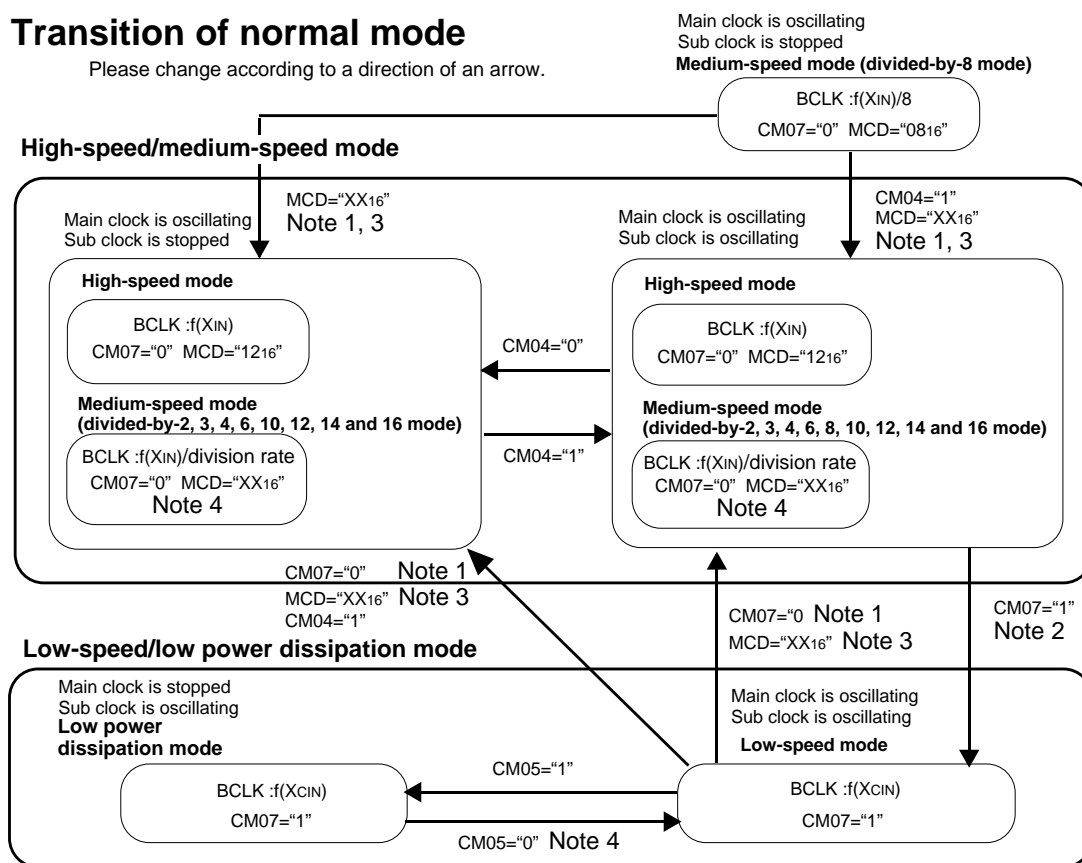 Transition of normal mode
Please change according to a direction of an arrow.
Main clock is oscillating
Sub clock is stopped
Medium-speed mode (divided-by-8 mode)
BCLK :f(XIN)/8
CM07=“0” MCD=“0816”
High-speed/medium-speed mode
MCD=“XX16”
Note 1, 3
Main clock is oscillating
Sub clock is stopped
CM04=“1”
MCD=“XX16”
Note 1, 3
Main clock is oscillating
Sub clock is oscillating
High-speed mode
BCLK :f(XIN)
CM07=“0” MCD=“1216”
Medium-speed mode
(divided-by-2, 3, 4, 6, 10, 12, 14 and 16 mode)
BCLK :f(XIN)/division rate
CM07=“0” MCD=“XX16”
Note 4
CM04=“0”
CM04=“1”
High-speed mode
BCLK :f(XIN)
CM07=“0” MCD=“1216”
Medium-speed mode
(divided-by-2, 3, 4, 6, 8, 10, 12, 14 and 16 mode)
BCLK :f(XIN)/division rate
CM07=“0” MCD=“XX16”
Note 4
CM07=“0” Note 1
MCD=“XX16” Note 3
CM04=“1”
CM07=“0 Note 1
MCD=“XX16” Note 3
CM07=“1”
Note 2
Low-speed/low power dissipation mode
Main clock is stopped
Sub clock is oscillating
Low power
dissipation mode
BCLK :f(XCIN)
CM07=“1”
CM05=“1”
CM05=“0” Note 4
Main clock is oscillating
Sub clock is oscillating
Low-speed mode
BCLK :f(XCIN)
CM07=“1”